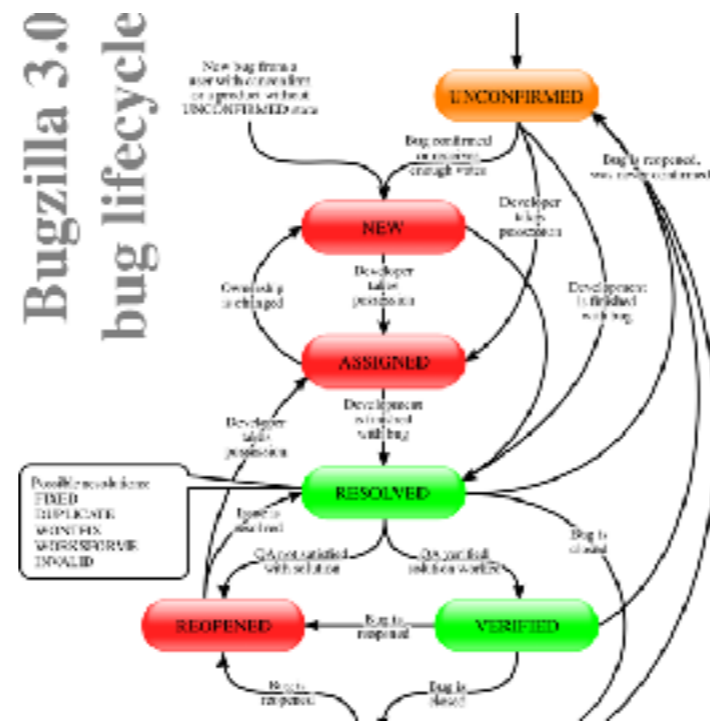 Bugzilla 3.0
bug lifecycle
New bug from a
user with canconfirm
or a product without
UNCONFIRMED state
UNCONFIRMED
Bug confirmed
or receives
enough votes
Bug is reopened,
was never confirmed
Developer
takes
possession
NEW
Ownership
is changed
Developer
takes
possession
Development
is finished
with bug
ASSIGNED
Developer
takes
possession
Development
is finished
with bug
Possible resolutions:
FIXED
DUPLICATE
WONTFIX
WORKSFORME
INVALID
RESOLVED
Issue is
resolved
Bug is
closed
QA not satisfied
with solution
QA verified
solution worked
REOPENED
Bug is
reopened
VERIFIED
Bug is
reopened
Bug is
closed